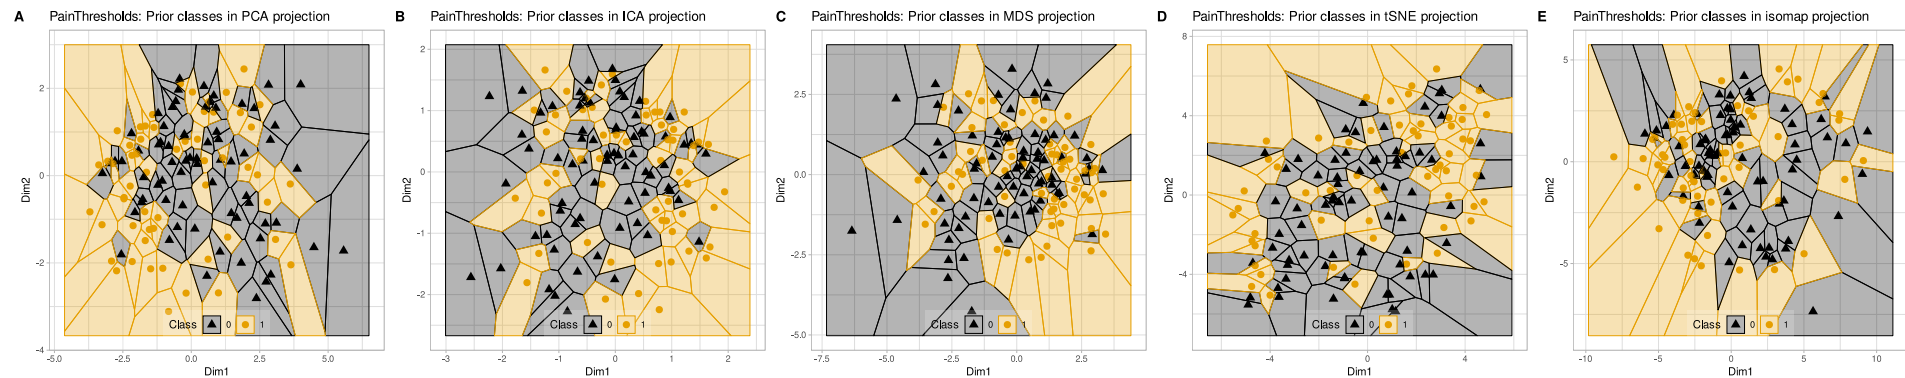 A PainThresholds: Prior classes in PCA projection
Dim2
2
0
-2
-4
-5.0 -2.5 0.0 2.5 5.0
Dim1
Class 0 1
B PainThresholds: Prior classes in ICA projection
Dim2
2
1
0
-1
-2
-3 -2 -1 0 1 2
Dim1
Class 0 1
C PainThresholds: Prior classes in MDS projection
Dim2
2.5
0.0
-2.5
-5.0
-7.5 -5.0 -2.5 0.0 2.5
Dim1
Class 0 1
D PainThresholds: Prior classes in tSNE projection
Dim2
8
4
0
-4
-4 0 4
Dim1
Class 0 1
E PainThresholds: Prior classes in isomap projection
Dim2
5
0
-5
-10 -5 0 5 10
Dim1
Class 0 1